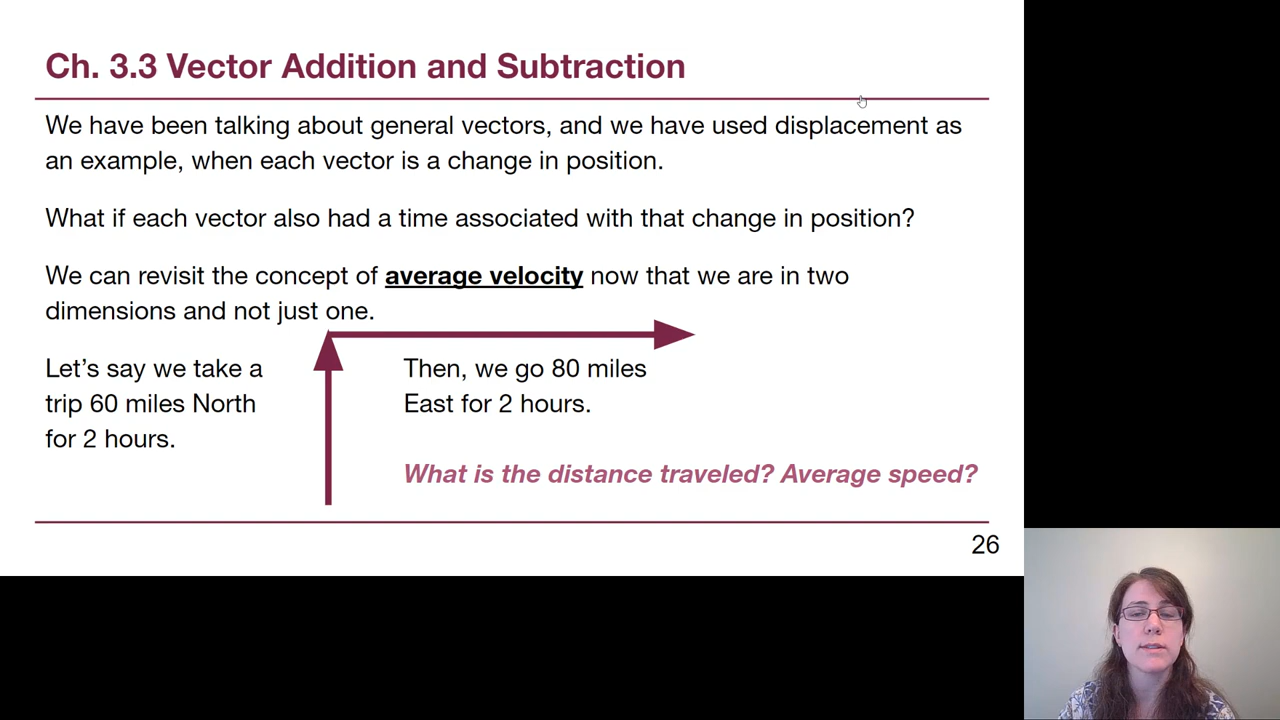 Ch. 3.3 Vector Addition and Subtraction
We have been talking about general vectors, and we have used displacement as
an example, when each vector is a change in position.
What if each vector also had a time associated with that change in position?
We can revisit the concept of average velocity now that we are in two
dimensions and not just one.
Let’s say we take a
trip 60 miles North
for 2 hours.
Then, we go 80 miles
East for 2 hours.
What is the distance traveled? Average speed?
26